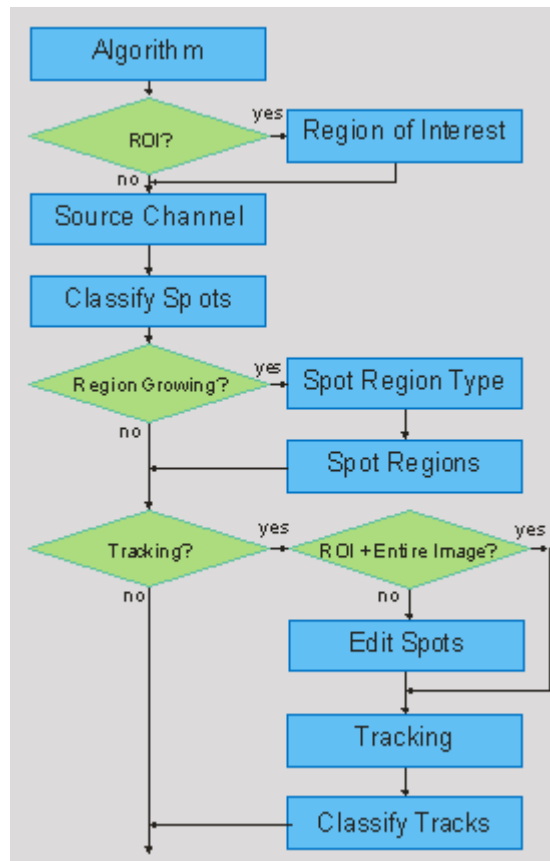 Algorithm
ROI?
yes
Region of Interest
no
Source Channel
Classify Spots
Region Growing?
yes
Spot Region Type
no
Spot Regions
Tracking?
yes
ROI + Entire Image?
yes
no
no
Edit Spots
Tracking
Classify Tracks